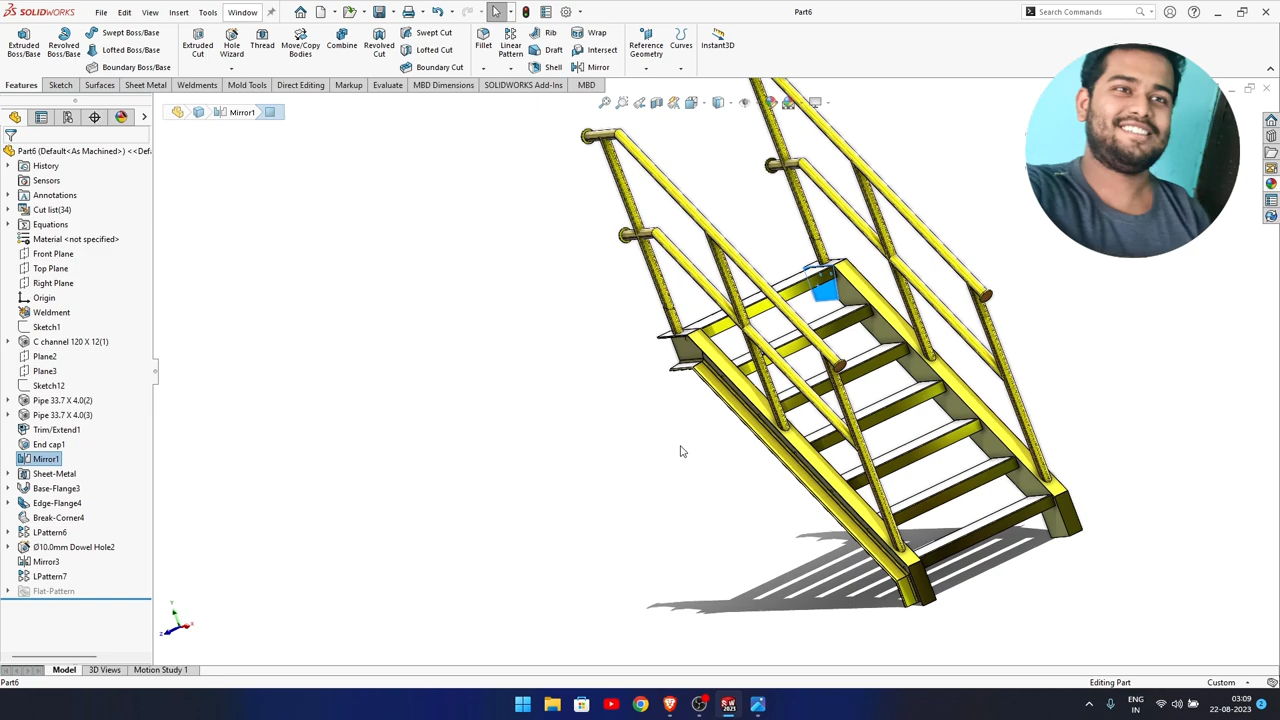 SOLIDWORKS File Edit View Insert Tools Window Part6 Search Commands
Extruded Boss/Base Revolved Boss/Base Swept Boss/Base Lofted Boss/Base Boundary Boss/Base Extruded Cut Hole Wizard Thread Move/Copy Bodies Combine Revolved Cut Swept Cut Lofted Cut Boundary Cut Fillet Linear Pattern Rib Draft Shell Wrap Intersect Mirror Reference Geometry Curves Instant3D
Features Sketch Surfaces Sheet Metal Weldments Mold Tools Direct Editing Markup Evaluate MBD Dimensions SOLIDWORKS Add-Ins MBD
Mirror1
Part6 (Default<As Machined>) <<Def
History
Sensors
Annotations
Cut list(34)
Equations
Material <not specified>
Front Plane
Top Plane
Right Plane
Origin
Weldment
Sketch1
C channel 120 X 12(1)
Plane2
Plane3
Sketch12
Pipe 33.7 X 4.0(2)
Pipe 33.7 X 4.0(3)
Trim/Extend1
End cap1
Mirror1
Sheet-Metal
Base-Flange3
Edge-Flange4
Break-Corner4
LPattern6
Ø10.0mm Dowel Hole2
Mirror3
LPattern7
Flat-Pattern
Y
Z
X
Model 3D Views Motion Study 1
Part6 Editing Part Custom
SW
2023
ENG
IN
03:09
22-08-2023